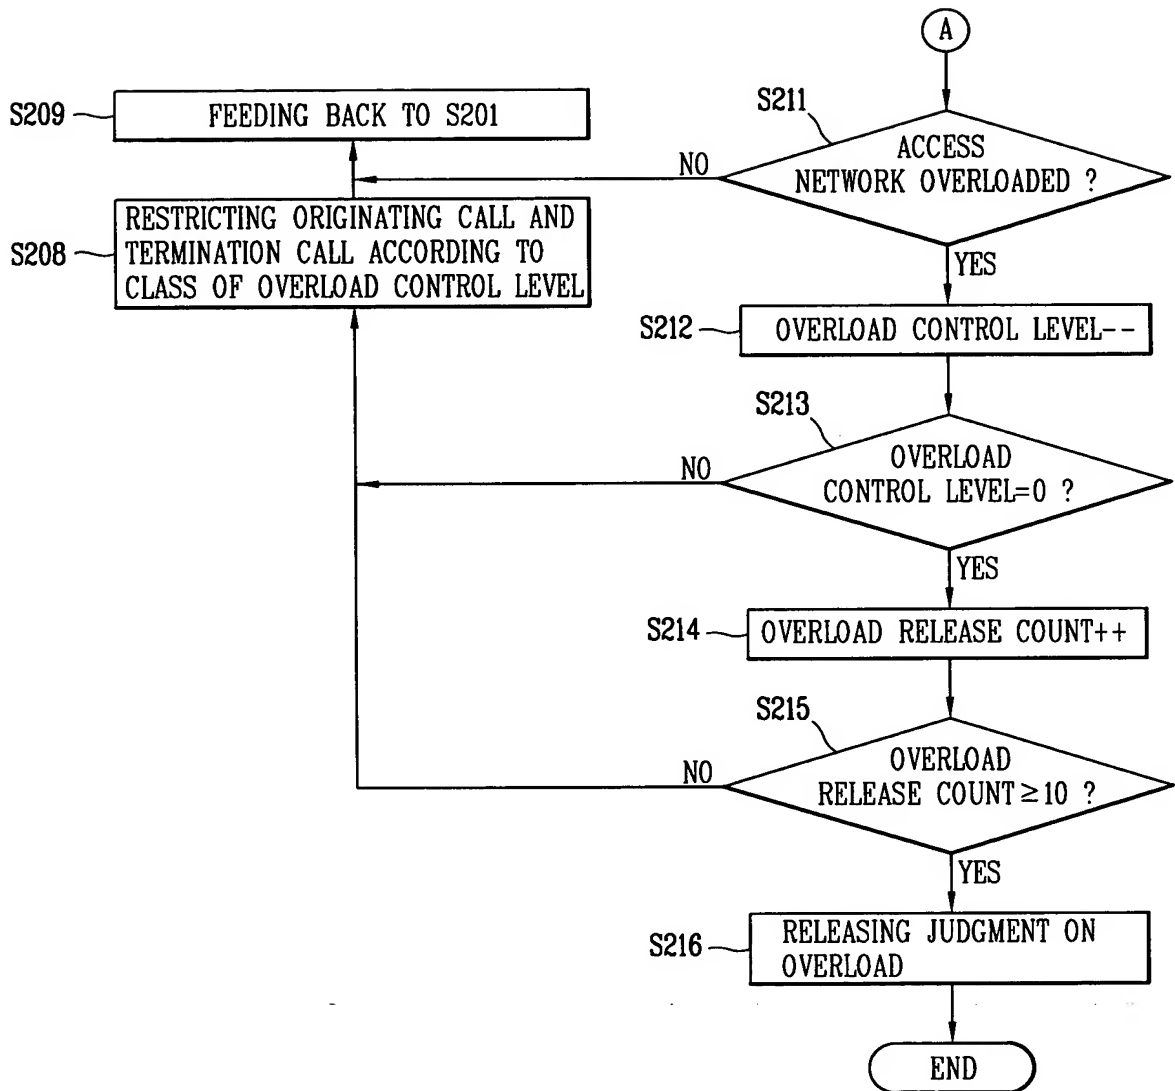 A
S209
FEEDING BACK TO S201
S211
ACCESS
NETWORK OVERLOADED ?
NO
YES
S208
RESTRICTING ORIGINATING CALL AND
TERMINATION CALL ACCORDING TO
CLASS OF OVERLOAD CONTROL LEVEL
S212
OVERLOAD CONTROL LEVEL--
S213
OVERLOAD
CONTROL LEVEL=0 ?
NO
YES
S214
OVERLOAD RELEASE COUNT++
S215
OVERLOAD
RELEASE COUNT≥10 ?
NO
YES
S216
RELEASING JUDGMENT ON
OVERLOAD
END